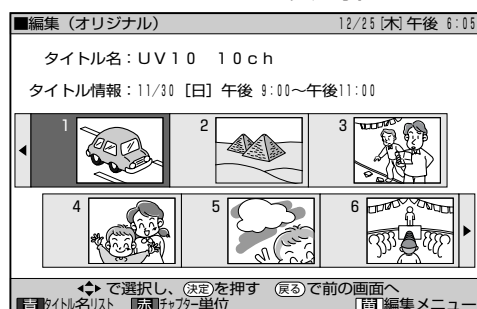 ■編集（オリジナル） 12/25［木］午後 6:05
タイトル名：ＵＶ１０ １０ｃｈ
タイトル情報：11/30 ［日］午後 9:00～午後11:00
1 2 3
4 5 6
で選択し、決定を押す 戻るで前の画面へ
青 タイトル名リスト 赤 チャプター単位 黄 編集メニュー